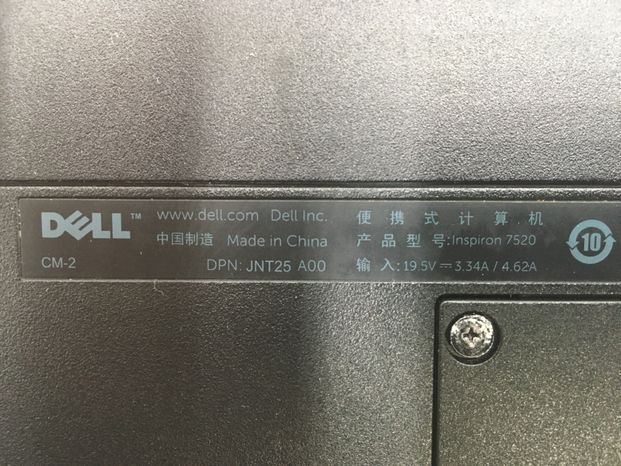 DELL™
www.dell.com Dell Inc.
中国制造 Made in China
CM-2 DPN: JNT25 A00
便携式计算机
产品型号:Inspiron 7520
输入:19.5V⎓3.34A / 4.62A
10